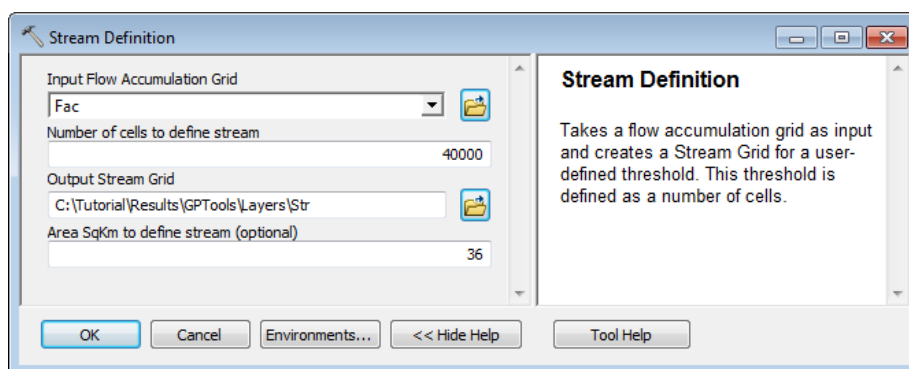 Stream Definition
Input Flow Accumulation Grid
Fac
Number of cells to define stream
40000
Output Stream Grid
C:\Tutorial\Results\GPTools\Layers\Str
Area SqKm to define stream (optional)
36
Stream Definition
Takes a flow accumulation grid as input
and creates a Stream Grid for a user-
defined threshold. This threshold is
defined as a number of cells.
OK
Cancel
Environments...
<< Hide Help
Tool Help